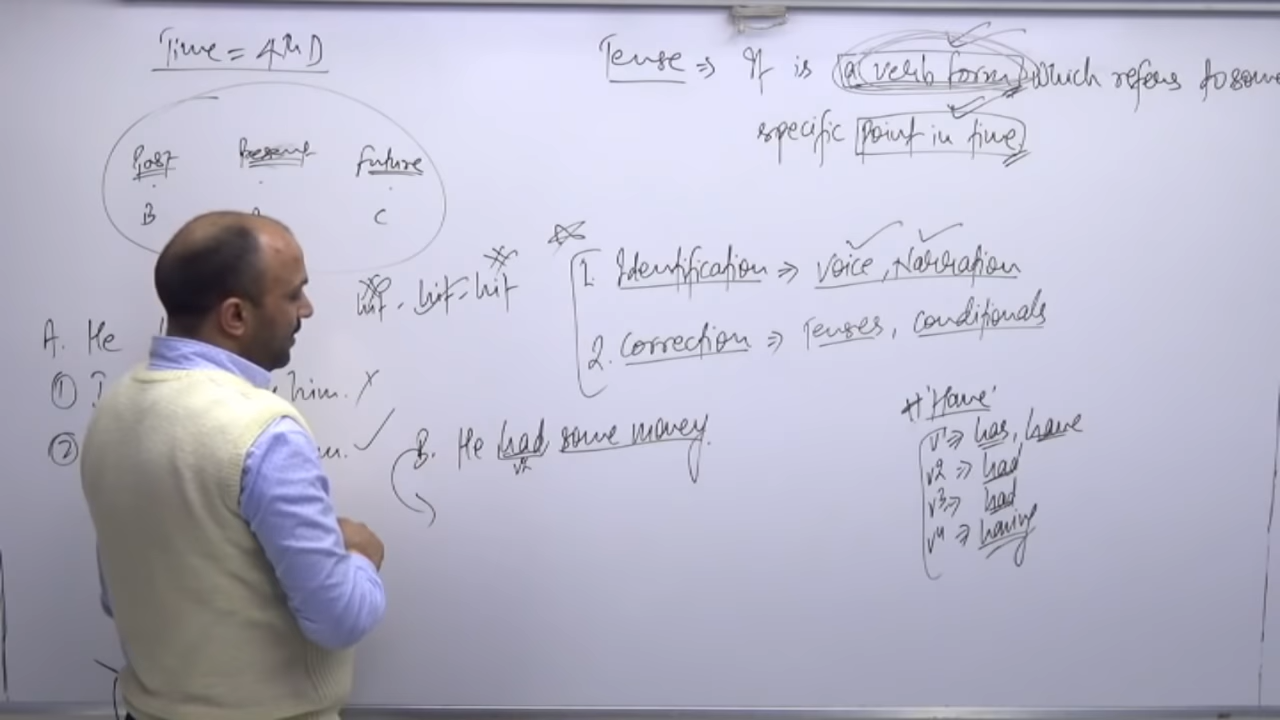 Time = 4th D
Past Present Future
B C
Tense => It is a verb form which refers to some
specific point in time
hit - hit - hit
1. Identification => voice, Narration
2. Correction => Tenses, conditionals
A. He
① I him. ✗
② ✓
B. He had some money.
v2
# 'Have'
v1 => has, have
v2 => had
v3 => had
v4 => having